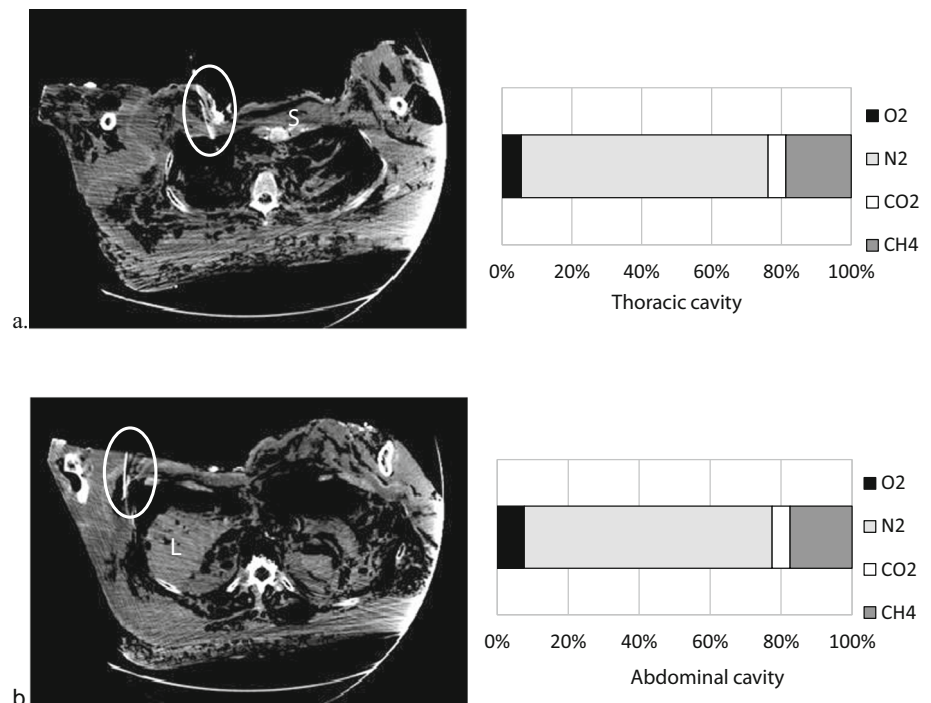 S
O2
N2
CO2
CH4
0% 20% 40% 60% 80% 100%
Thoracic cavity
a.
L
O2
N2
CO2
CH4
0% 20% 40% 60% 80% 100%
Abdominal cavity
b